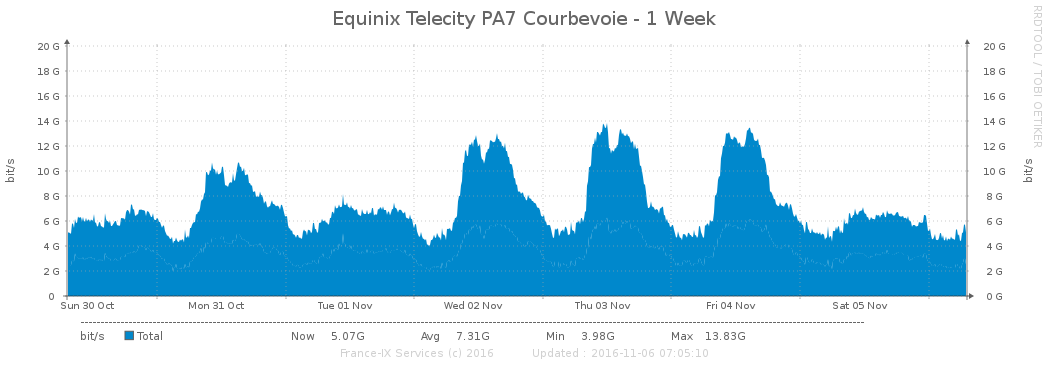 Equinix Telecity PA7 Courbevoie - 1 Week
RRDTOOL / TOBI OETIKER
bit/s
20 G
18 G
16 G
14 G
12 G
10 G
8 G
6 G
4 G
2 G
0
20 G
18 G
16 G
14 G
12 G
10 G
8 G
6 G
4 G
2 G
0 G
bit/s
Sun 30 Oct Mon 31 Oct Tue 01 Nov Wed 02 Nov Thu 03 Nov Fri 04 Nov Sat 05 Nov
bit/s Total Now 5.07G Avg 7.31G Min 3.98G Max 13.83G
France-IX Services (c) 2016 Updated : 2016-11-06 07:05:10